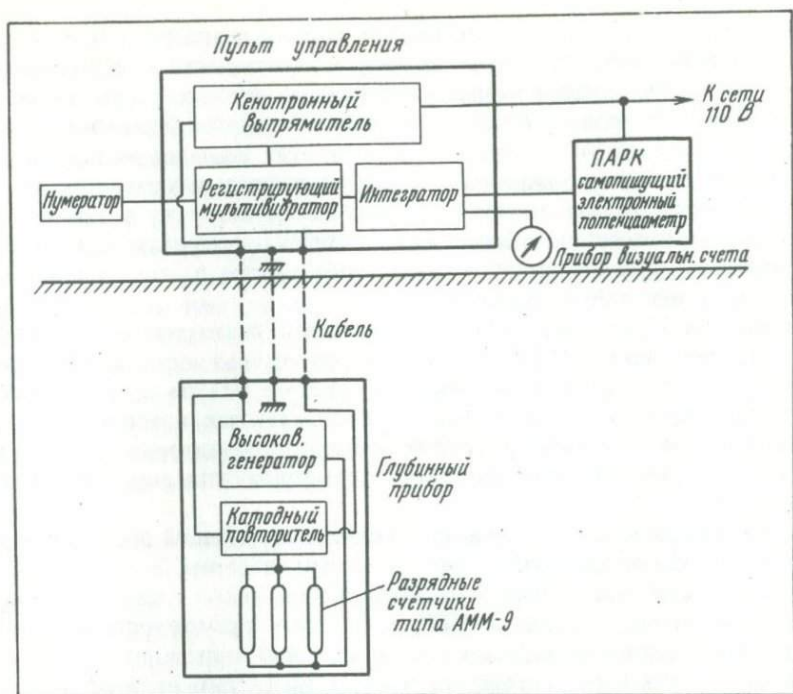 Пульт управления
Кенотронный
выпрямитель
К сети
110 В
Нумератор
Регистрирующий
мультивибратор
Интегратор
ПАРК
самопишущий
электронный
потенциометр
Прибор визуальн. счета
Кабель
Высоков.
генератор
Глубинный
прибор
Катодный
повторитель
Разрядные
счетчики
типа АММ-9